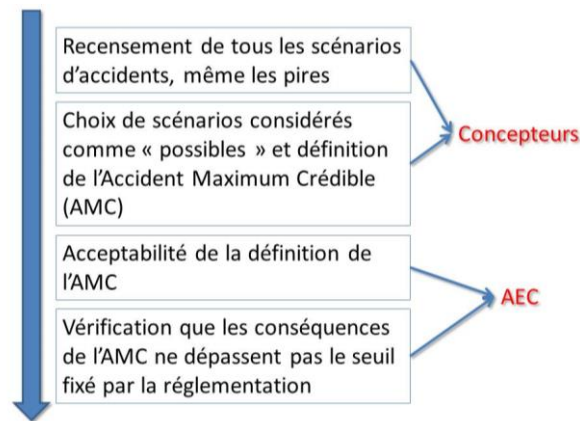 Recensement de tous les scénarios
d'accidents, même les pires
Choix de scénarios considérés
comme « possibles » et définition
de l'Accident Maximum Crédible
(AMC)
Concepteurs
Acceptabilité de la définition de
l'AMC
AEC
Vérification que les conséquences
de l'AMC ne dépassent pas le seuil
fixé par la réglementation